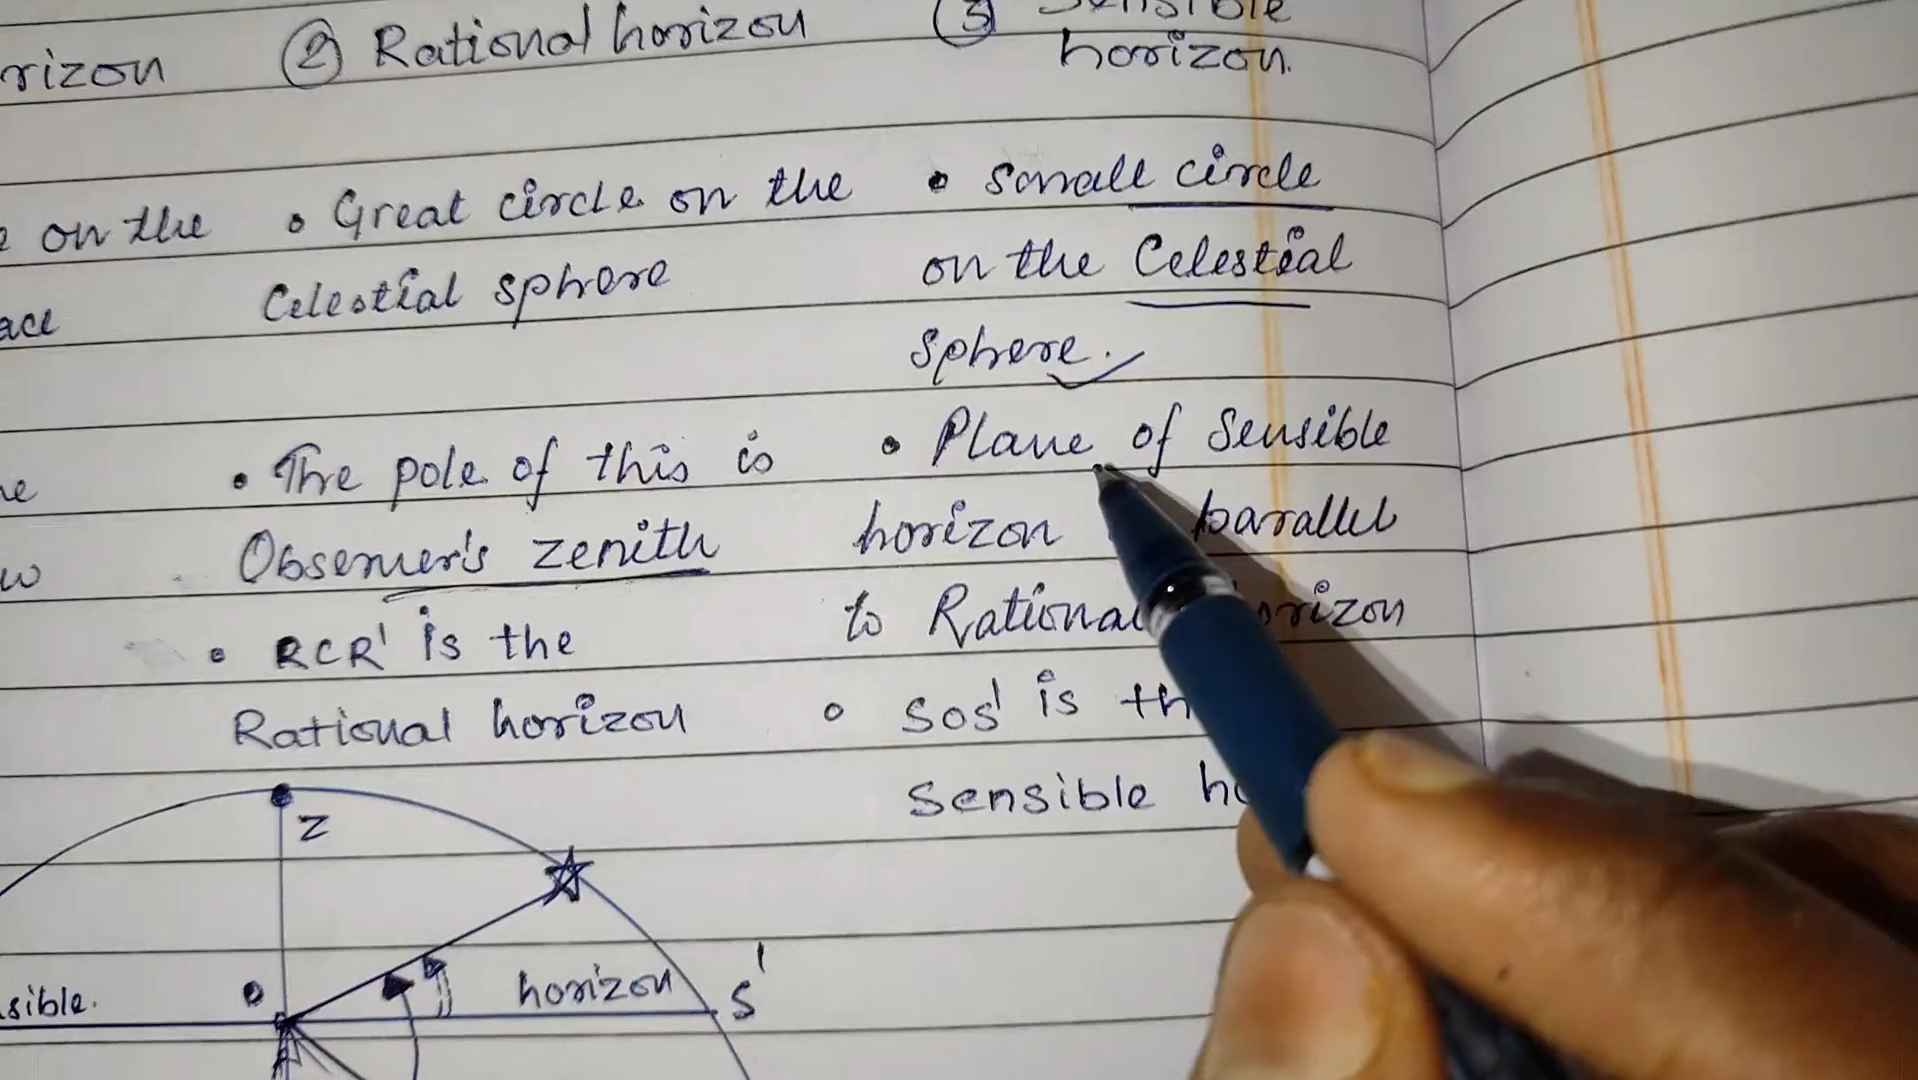 rizon
② Rational horizon
③ Sensible
horizon.
on the
ace
• Great circle on the
Celestial sphere
• The pole of this is
Observer's zenith
• RCR' is the
Rational horizon
• Small circle
on the Celestial
sphere.
• Plane of Sensible
horizon parallel
to Rational horizon
• SOS' is th
Sensible ho
Z
O
sible.
horizon
S'